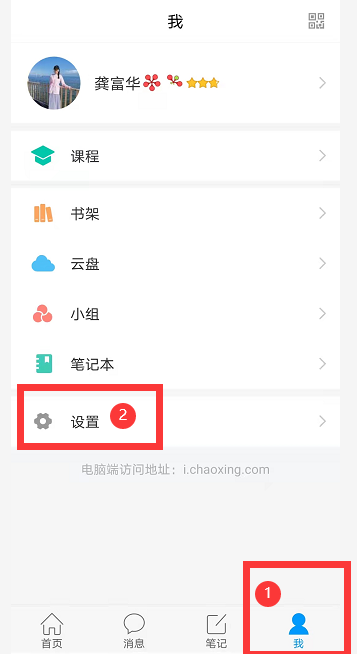 我
龚富华
课程
书架
云盘
小组
笔记本
设置 2
电脑端访问地址：i.chaoxing.com
1
首页 消息 笔记 我